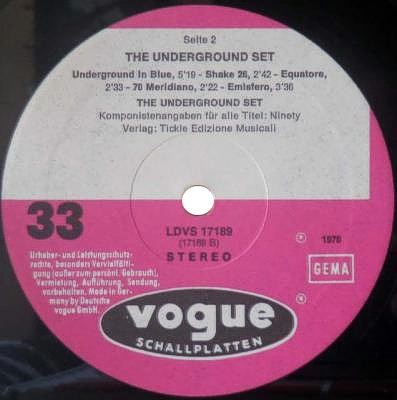 Seite 2
THE UNDERGROUND SET
Underground In Blue, 5'19 - Shake 26, 2'42 - Equatore,
2'33 - 70 Meridiano, 2'22 - Emisfero, 3'36
THE UNDERGROUND SET
Komponistenangaben für alle Titel: Ninety
Verlag: Tickle Edizione Musicali
33
LDVS 17189
(17189 B)
STEREO
Ⓟ 1970
GEMA
Urheber- und Leistungsschutz-
rechte, besonders Vervielfälti-
gung (außer zum persönl. Gebrauch),
Vermietung, Aufführung, Sendung,
vorbehalten. Made in Ger-
many by Deutsche
vogue GmbH.
vogue
®
SCHALLPLATTEN